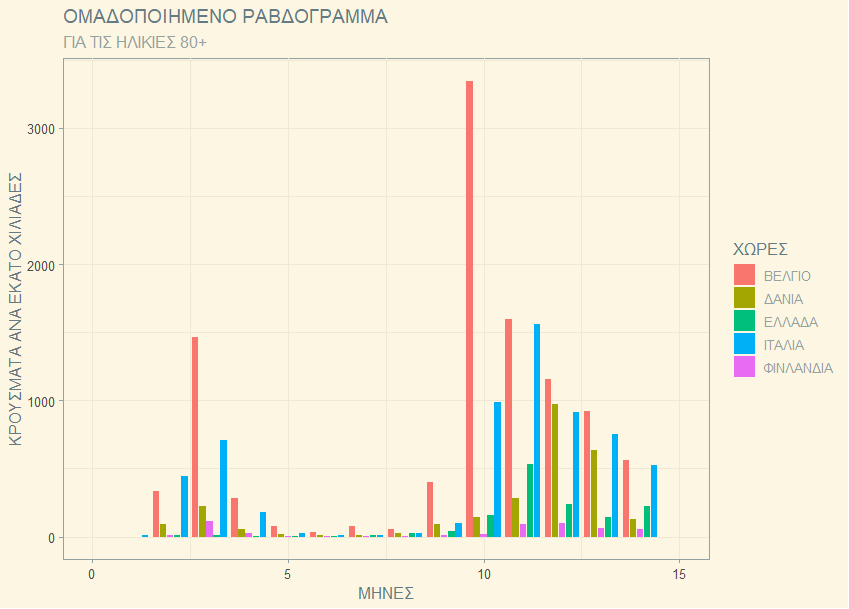 ΟΜΑΔΟΠΟΙΗΜΕΝΟ ΡΑΒΔΟΓΡΑΜΜΑ
ΓΙΑ ΤΙΣ ΗΛΙΚΙΕΣ 80+
ΚΡΟΥΣΜΑΤΑ ΑΝΑ ΕΚΑΤΟ ΧΙΛΙΑΔΕΣ
3000
2000
1000
0
0 5 10 15
ΜΗΝΕΣ
ΧΩΡΕΣ
ΒΕΛΓΙΟ
ΔΑΝΙΑ
ΕΛΛΑΔΑ
ΙΤΑΛΙΑ
ΦΙΝΛΑΝΔΙΑ